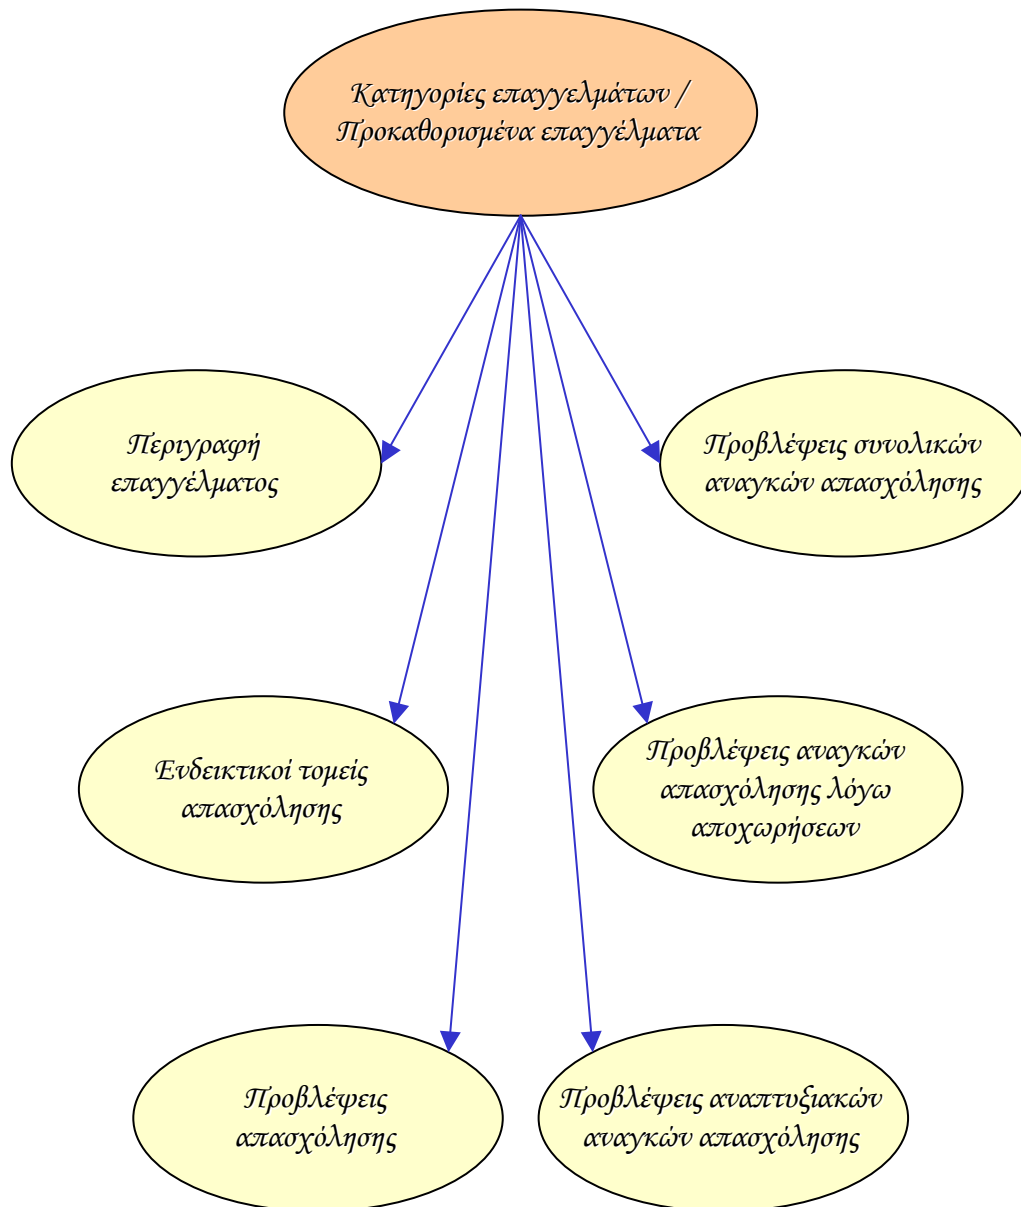 Κατηγορίες επαγγελμάτων /
Προκαθορισμένα επαγγέλματα
Περιγραφή
επαγγέλματος
Προβλέψεις συνολικών
αναγκών απασχόλησης
Ενδεικτικοί τομείς
απασχόλησης
Προβλέψεις αναγκών
απασχόλησης λόγω
αποχωρήσεων
Προβλέψεις
απασχόλησης
Προβλέψεις αναπτυξιακών
αναγκών απασχόλησης